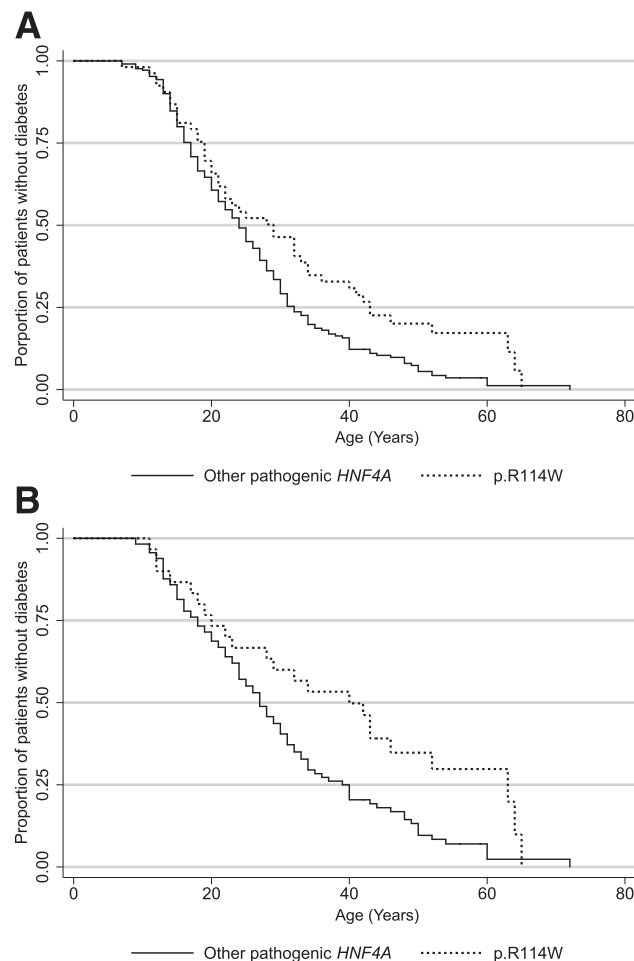 A
Porportion of patients without diabetes
1.00
0.75
0.50
0.25
0.00
0 20 40 60 80
Age (Years)
Other pathogenic HNF4A p.R114W
B
Proportion of patients without diabetes
1.00
0.75
0.50
0.25
0.00
0 20 40 60 80
Age (Years)
Other pathogenic HNF4A p.R114W